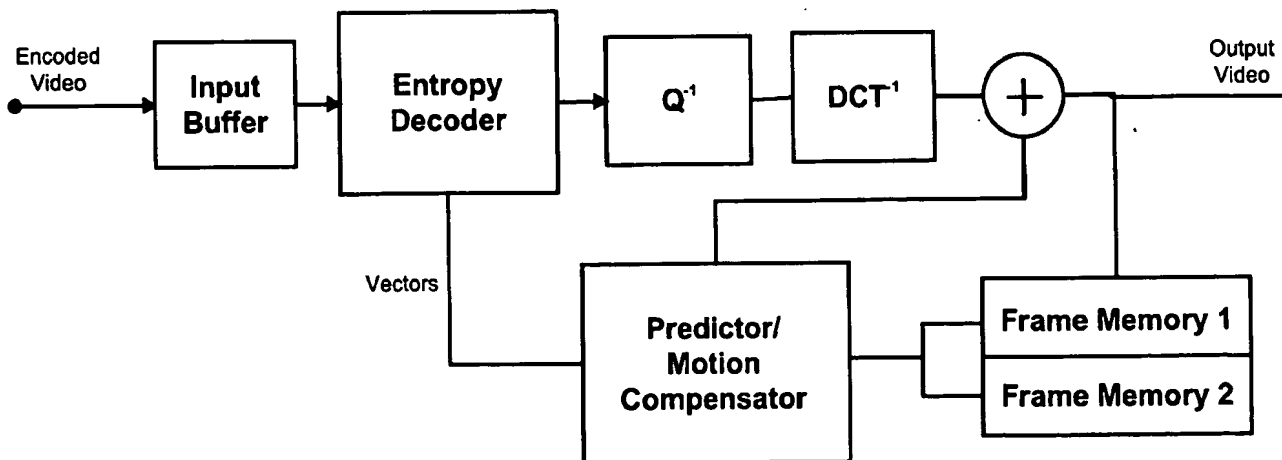 Encoded
Video
Input
Buffer
Entropy
Decoder
Q⁻¹
DCT⁻¹
+
Output
Video
Vectors
Predictor/
Motion
Compensator
Frame Memory 1
Frame Memory 2